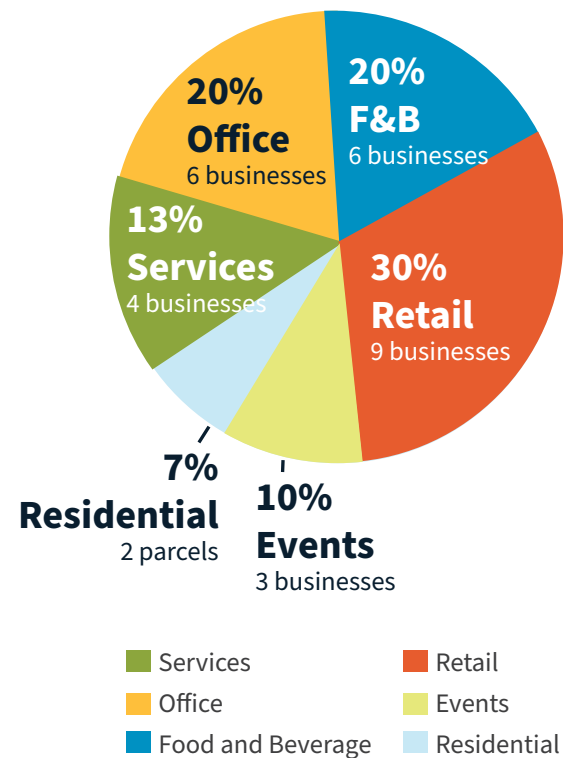 20%
Office
6 businesses
20%
F&B
6 businesses
13%
Services
4 businesses
30%
Retail
9 businesses
7%
Residential
2 parcels
10%
Events
3 businesses
Services
Office
Food and Beverage
Retail
Events
Residential